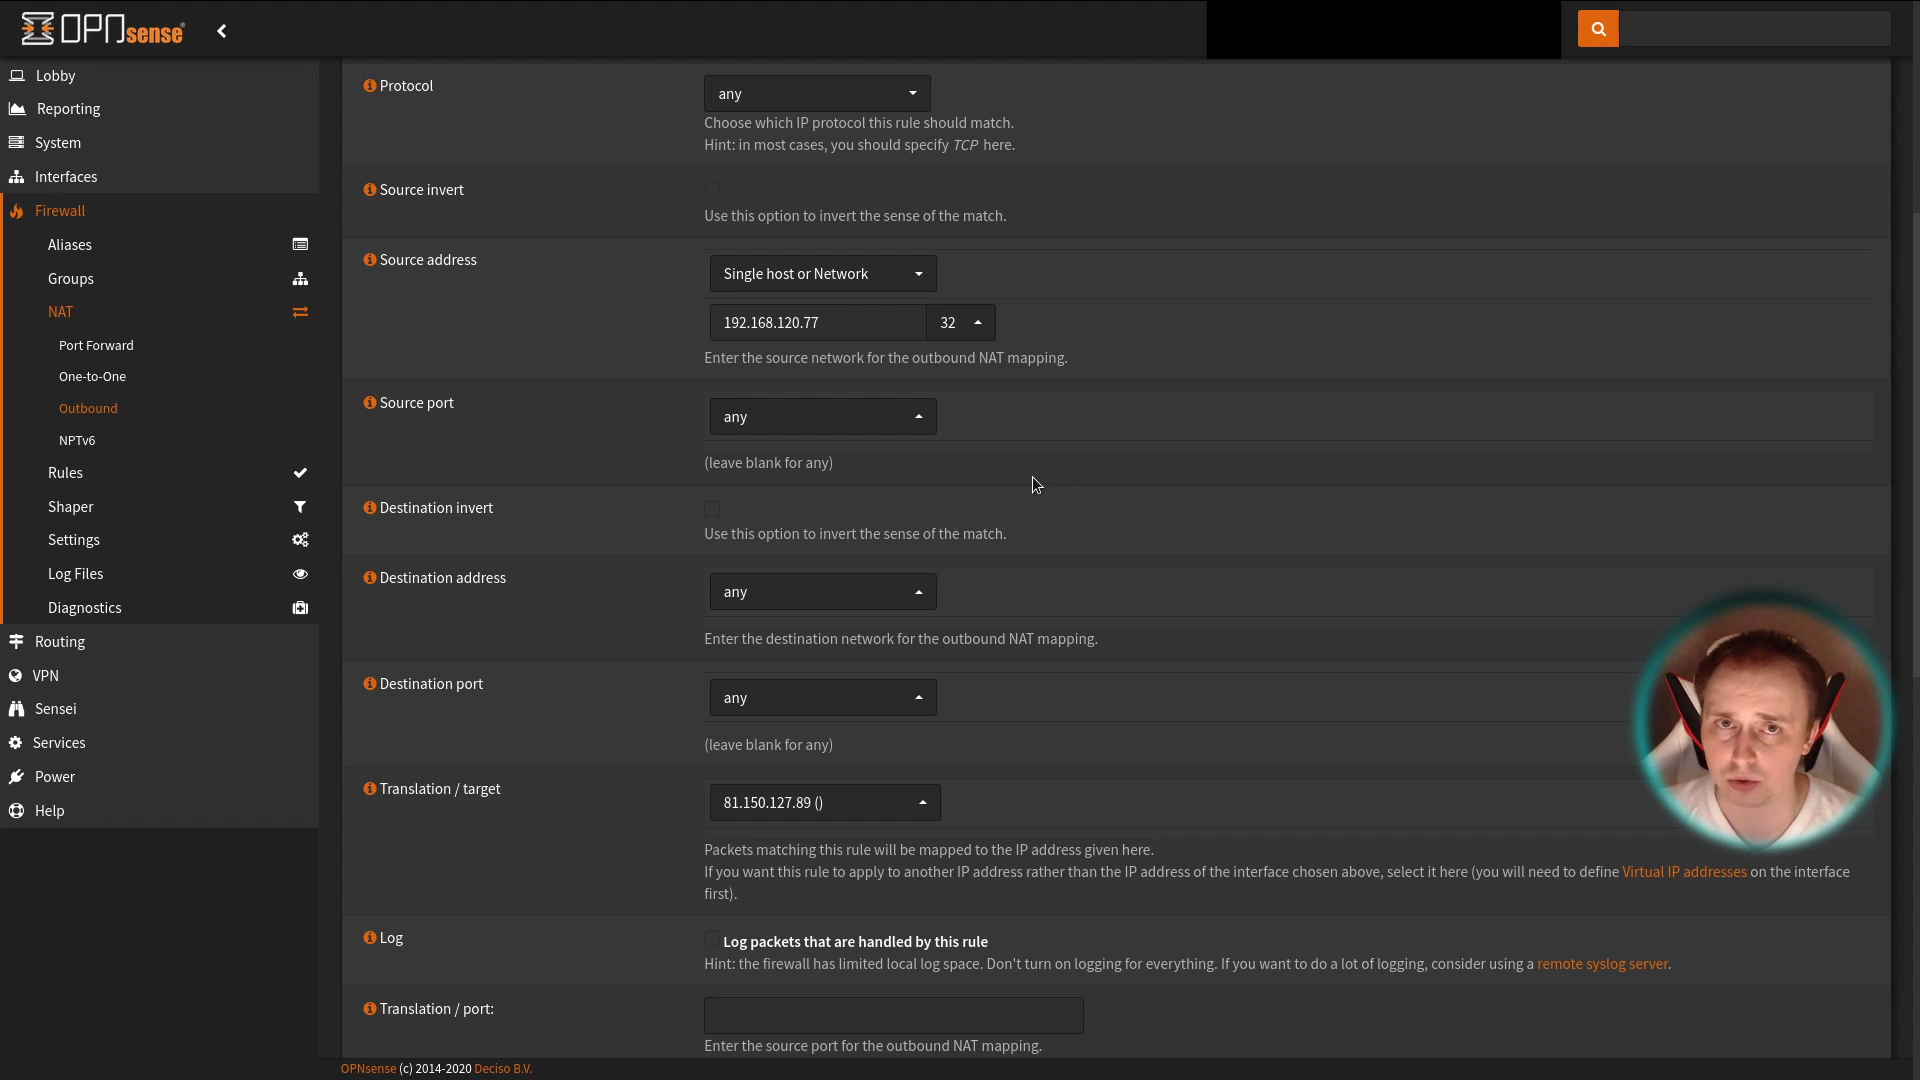 OPNsense
Lobby
Reporting
System
Interfaces
Firewall
Aliases
Groups
NAT
Port Forward
One-to-One
Outbound
NPTv6
Rules
Shaper
Settings
Log Files
Diagnostics
Routing
VPN
Sensei
Services
Power
Help
Protocol
any
Choose which IP protocol this rule should match.
Hint: in most cases, you should specify TCP here.
Source invert
Use this option to invert the sense of the match.
Source address
Single host or Network
192.168.120.77 32
Enter the source network for the outbound NAT mapping.
Source port
any
(leave blank for any)
Destination invert
Use this option to invert the sense of the match.
Destination address
any
Enter the destination network for the outbound NAT mapping.
Destination port
any
(leave blank for any)
Translation / target
81.150.127.89 ()
Packets matching this rule will be mapped to the IP address given here.
If you want this rule to apply to another IP address rather than the IP address of the interface chosen above, select it here (you will need to define Virtual IP addresses on the interface
first).
Log
Log packets that are handled by this rule
Hint: the firewall has limited local log space. Don't turn on logging for everything. If you want to do a lot of logging, consider using a remote syslog server.
Translation / port:
Enter the source port for the outbound NAT mapping.
OPNsense (c) 2014-2020 Deciso B.V.